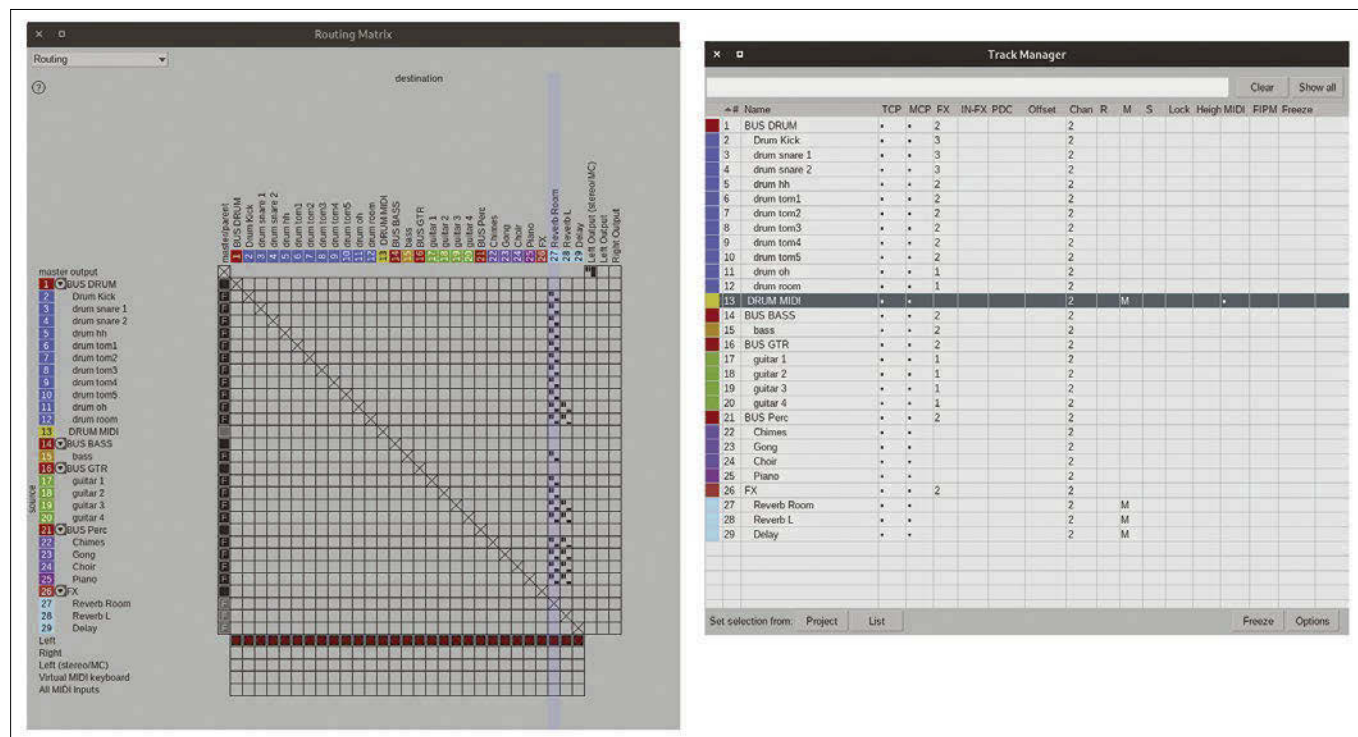 Routing Matrix
Routing
destination
master/parent
1 BUS DRUM
2 Drum Kick
3 drum snare 1
4 drum snare 2
5 drum hh
6 drum tom1
7 drum tom2
8 drum tom3
9 drum tom4
10 drum tom5
11 drum oh
12 drum room
13 DRUM MIDI
14 BUS BASS
15 bass
16 BUS GTR
17 guitar 1
18 guitar 2
19 guitar 3
20 guitar 4
21 BUS Perc
22 Chimes
23 Gong
24 Choir
25 Piano
26 FX
27 Reverb Room
28 Reverb L
29 Delay
Left Output (stereo/MC)
Left Output
Right Output
source
master output
1 BUS DRUM
2 Drum Kick
3 drum snare 1
4 drum snare 2
5 drum hh
6 drum tom1
7 drum tom2
8 drum tom3
9 drum tom4
10 drum tom5
11 drum oh
12 drum room
13 DRUM MIDI
14 BUS BASS
15 bass
16 BUS GTR
17 guitar 1
18 guitar 2
19 guitar 3
20 guitar 4
21 BUS Perc
22 Chimes
23 Gong
24 Choir
25 Piano
26 FX
27 Reverb Room
28 Reverb L
29 Delay
Left
Right
Left (stereo/MC)
Virtual MIDI keyboard
All MIDI Inputs
Track Manager
Clear Show all
# Name TCP MCP FX IN-FX PDC Offset Chan R M S Lock Heigh MIDI FIPM Freeze
1 BUS DRUM 2 2
2 Drum Kick 3 2
3 drum snare 1 3 2
4 drum snare 2 3 2
5 drum hh 2 2
6 drum tom1 2 2
7 drum tom2 2 2
8 drum tom3 2 2
9 drum tom4 2 2
10 drum tom5 2 2
11 drum oh 1 2
12 drum room 1 2
13 DRUM MIDI 2 M
14 BUS BASS 2 2
15 bass 2 2
16 BUS GTR 2 2
17 guitar 1 1 2
18 guitar 2 1 2
19 guitar 3 1 2
20 guitar 4 1 2
21 BUS Perc 2 2
22 Chimes 2
23 Gong 2
24 Choir 2
25 Piano 2
26 FX 2 2
27 Reverb Room 2 M
28 Reverb L 2 M
29 Delay 2 M
Set selection from: Project List Freeze Options